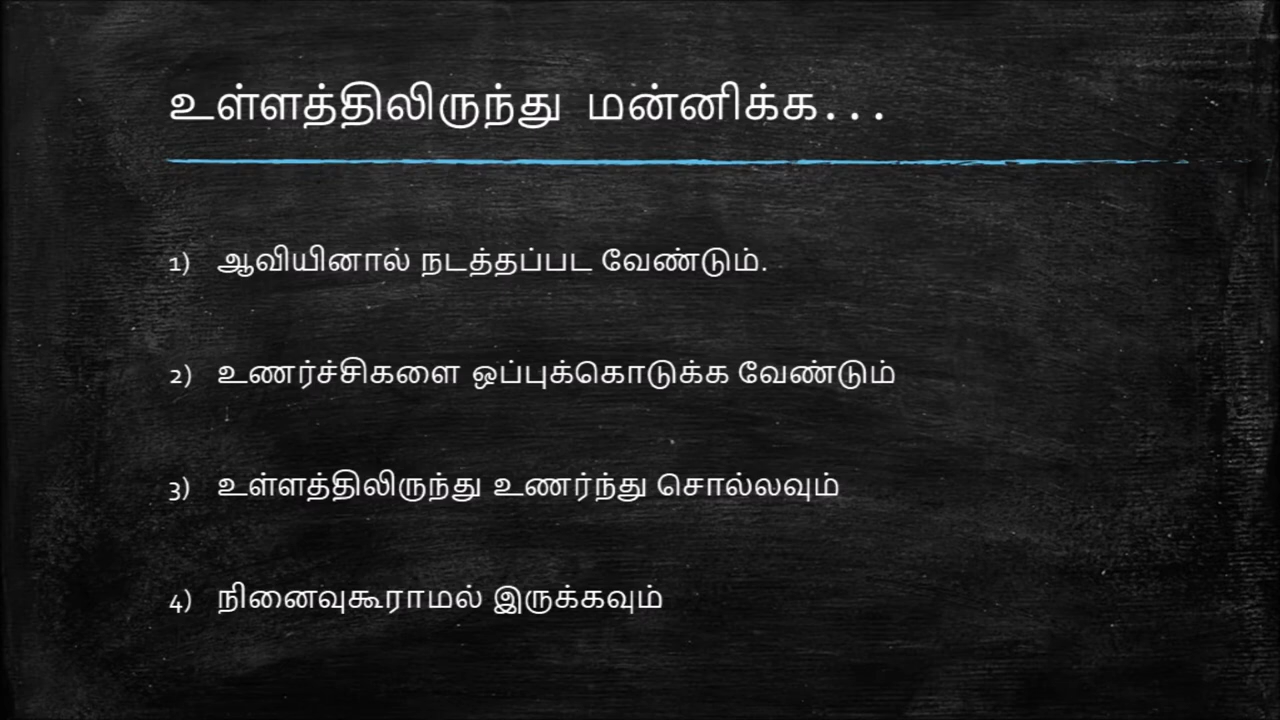 உள்ளத்திலிருந்து மன்னிக்க...
1) ஆவியினால் நடத்தப்பட வேண்டும்.
2) உணர்ச்சிகளை ஒப்புக்கொடுக்க வேண்டும்
3) உள்ளத்திலிருந்து உணர்ந்து சொல்லவும்
4) நினைவுகூராமல் இருக்கவும்